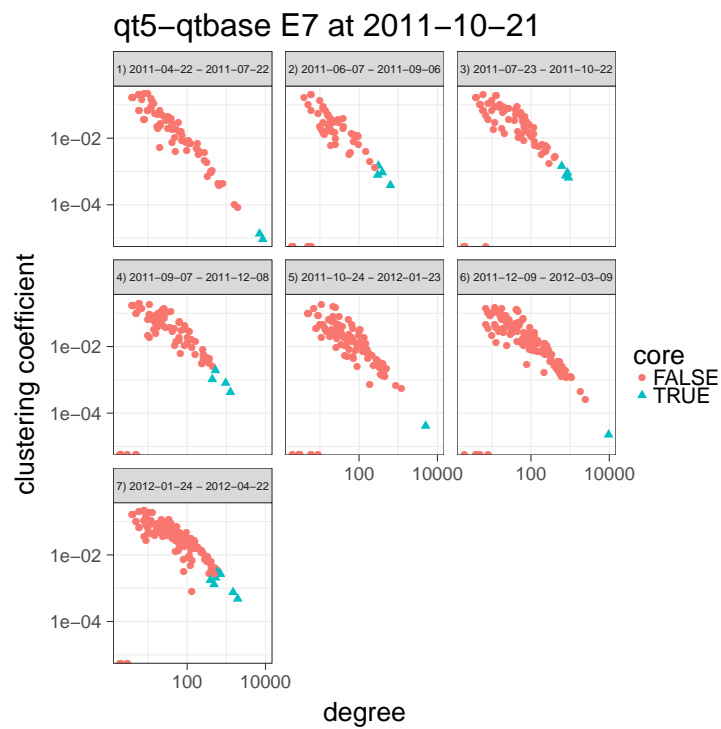 qt5−qtbase E7 at 2011−10−21
1) 2011−04−22 − 2011−07−22
2) 2011−06−07 − 2011−09−06
3) 2011−07−23 − 2011−10−22
1e−02
1e−04
4) 2011−09−07 − 2011−12−08
5) 2011−10−24 − 2012−01−23
6) 2011−12−09 − 2012−03−09
1e−02
1e−04
100
10000
100
10000
7) 2012−01−24 − 2012−04−22
1e−02
1e−04
100
10000
degree
clustering coefficient
core
FALSE
TRUE